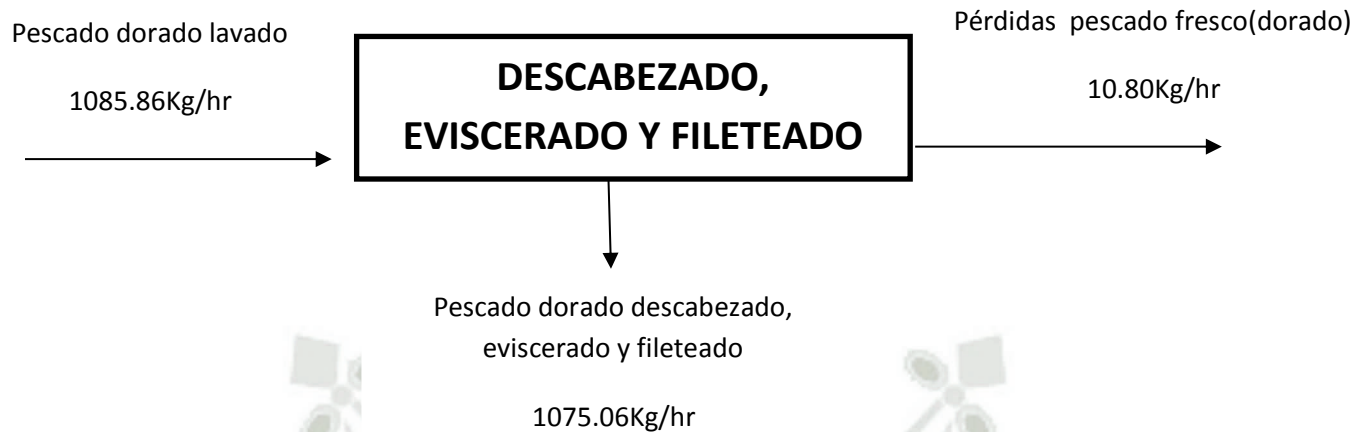 Pescado dorado lavado
1085.86Kg/hr
DESCABEZADO,
EVISCERADO Y FILETEADO
Pérdidas  pescado fresco(dorado)
10.80Kg/hr
Pescado dorado descabezado,
eviscerado y fileteado
1075.06Kg/hr